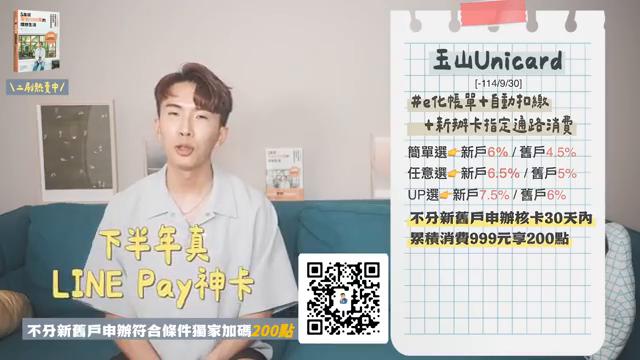 二刷熱賣中
玉山Unicard
[-114/9/30]
#e化帳單+自動扣繳
+新辦卡指定通路消費
簡單選👉新戶6% / 舊戶4.5%
任意選👉新戶6.5% / 舊戶5%
UP選👉新戶7.5% / 舊戶6%
不分新舊戶申辦核卡30天內
累積消費999元享200點
下半年真
LINE Pay神卡
不分新舊戶申辦符合條件獨家加碼200點